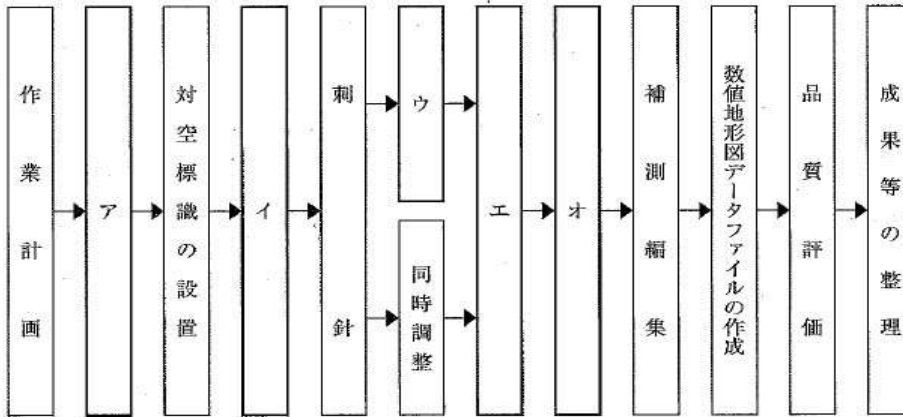 作業計画
ア
対空標識の設置
イ
刺針
ウ
同時調整
エ
オ
補測編集
数値地形図データファイルの作成
品質評価
成果等の整理